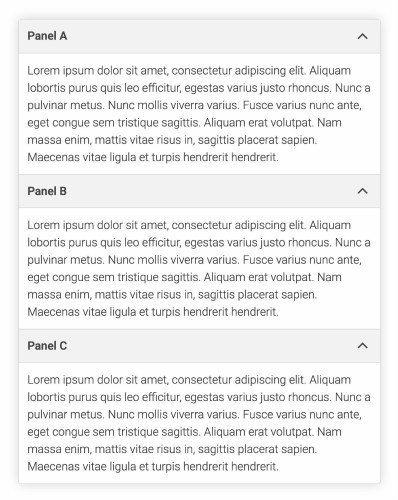 Panel A
Lorem ipsum dolor sit amet, consectetur adipiscing elit. Aliquam
lobortis purus quis leo efficitur, egestas varius justo rhoncus. Nunc a
pulvinar metus. Nunc mollis viverra varius. Fusce varius nunc ante,
eget congue sem tristique sagittis. Aliquam erat volutpat. Nam
massa enim, mattis vitae risus in, sagittis placerat sapien.
Maecenas vitae ligula et turpis hendrerit hendrerit.
Panel B
Lorem ipsum dolor sit amet, consectetur adipiscing elit. Aliquam
lobortis purus quis leo efficitur, egestas varius justo rhoncus. Nunc a
pulvinar metus. Nunc mollis viverra varius. Fusce varius nunc ante,
eget congue sem tristique sagittis. Aliquam erat volutpat. Nam
massa enim, mattis vitae risus in, sagittis placerat sapien.
Maecenas vitae ligula et turpis hendrerit hendrerit.
Panel C
Lorem ipsum dolor sit amet, consectetur adipiscing elit. Aliquam
lobortis purus quis leo efficitur, egestas varius justo rhoncus. Nunc a
pulvinar metus. Nunc mollis viverra varius. Fusce varius nunc ante,
eget congue sem tristique sagittis. Aliquam erat volutpat. Nam
massa enim, mattis vitae risus in, sagittis placerat sapien.
Maecenas vitae ligula et turpis hendrerit hendrerit.